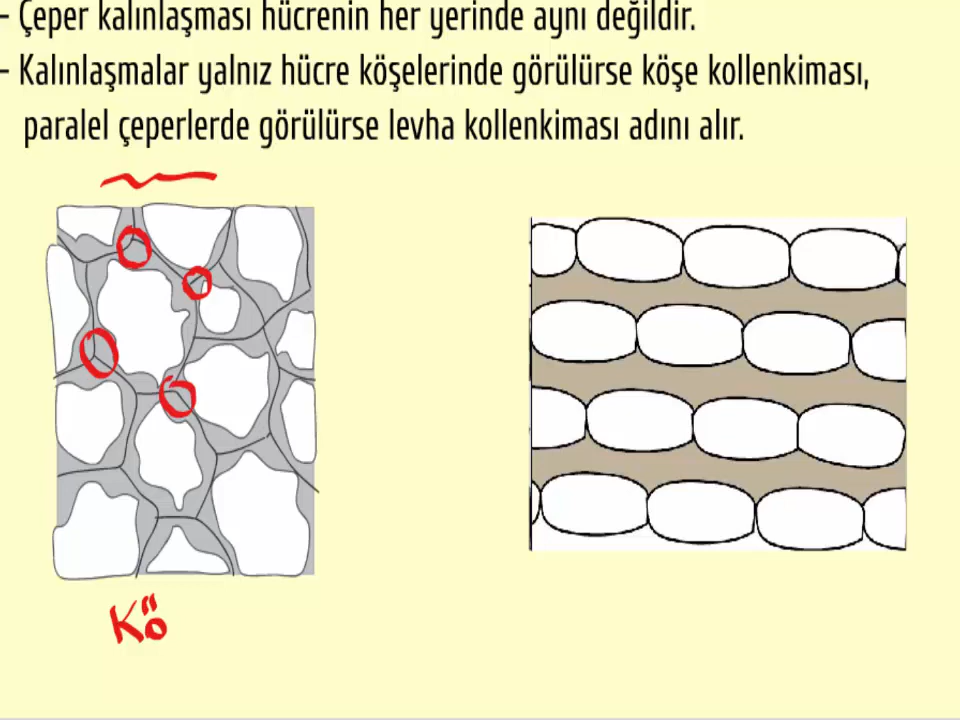 - Çeper kalınlaşması hücrenin her yerinde aynı değildir.
- Kalınlaşmalar yalnız hücre köşelerinde görülürse köşe kollenkiması,
paralel çeperlerde görülürse levha kollenkiması adını alır.
Kö